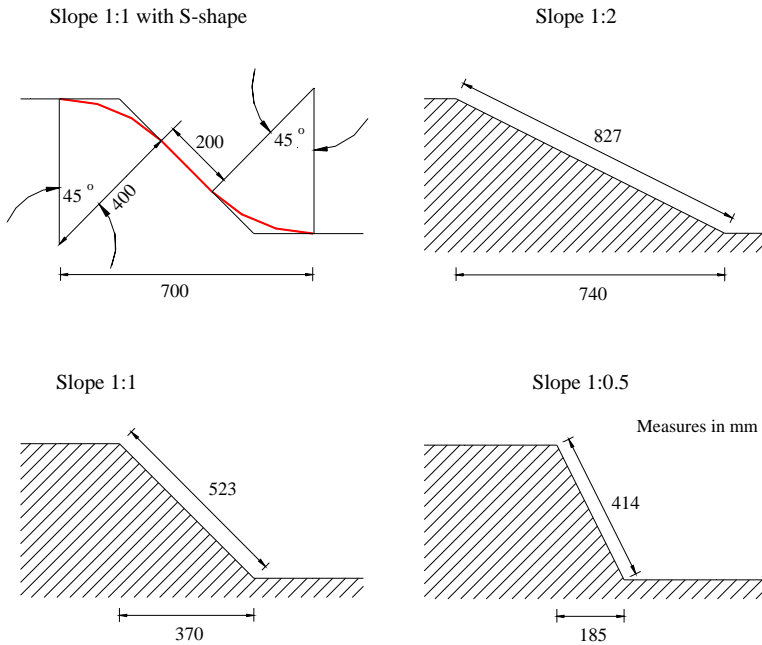 Slope 1:1 with S-shape
Slope 1:2
200
45 °
827
45 °
400
700
740
Slope 1:1
Slope 1:0.5
Measures in mm
523
414
370
185